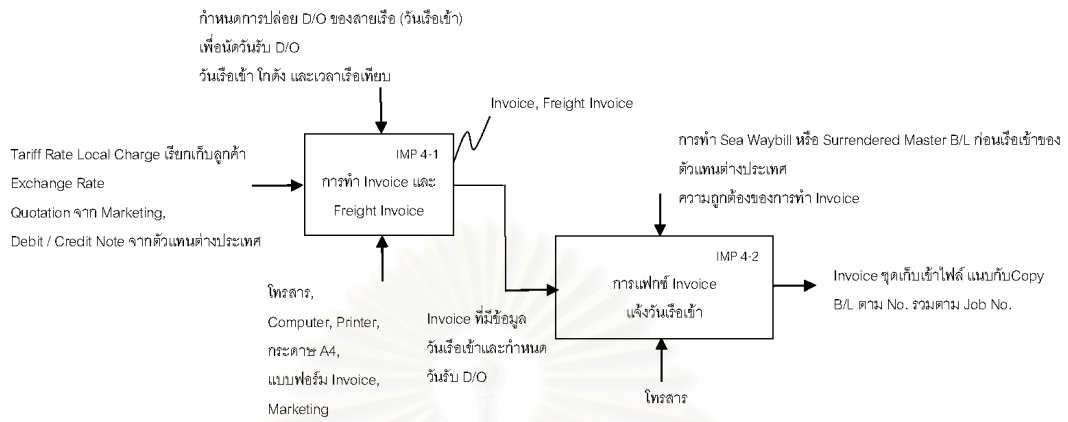 กำหนดการปล่อย D/O ของสายเรือ (วันเรือเข้า)
เพื่อนัดวันรับ D/O
วันเรือเข้า โกดัง และเวลาเรือเทียบ
Invoice, Freight Invoice
Tariff Rate Local Charge เรียกเก็บลูกค้า
Exchange Rate
Quotation จาก Marketing,
Debit / Credit Note จากตัวแทนต่างประเทศ
IMP 4-1
การทำ Invoice และ
Freight Invoice
การทำ Sea Waybill หรือ Surrendered Master B/L ก่อนเรือเข้าของ
ตัวแทนต่างประเทศ
ความถูกต้องของการทำ Invoice
IMP 4-2
การแฟกซ์ Invoice
แจ้งวันเรือเข้า
Invoice ชุดเก็บเข้าไฟล์ แนบกับCopy
B/L ตาม No. รวมตาม Job No.
โทรสาร,
Computer, Printer,
กระดาษ A4,
แบบฟอร์ม Invoice,
Marketing
Invoice ที่มีข้อมูล
วันเรือเข้าและกำหนด
วันรับ D/O
โทรสาร